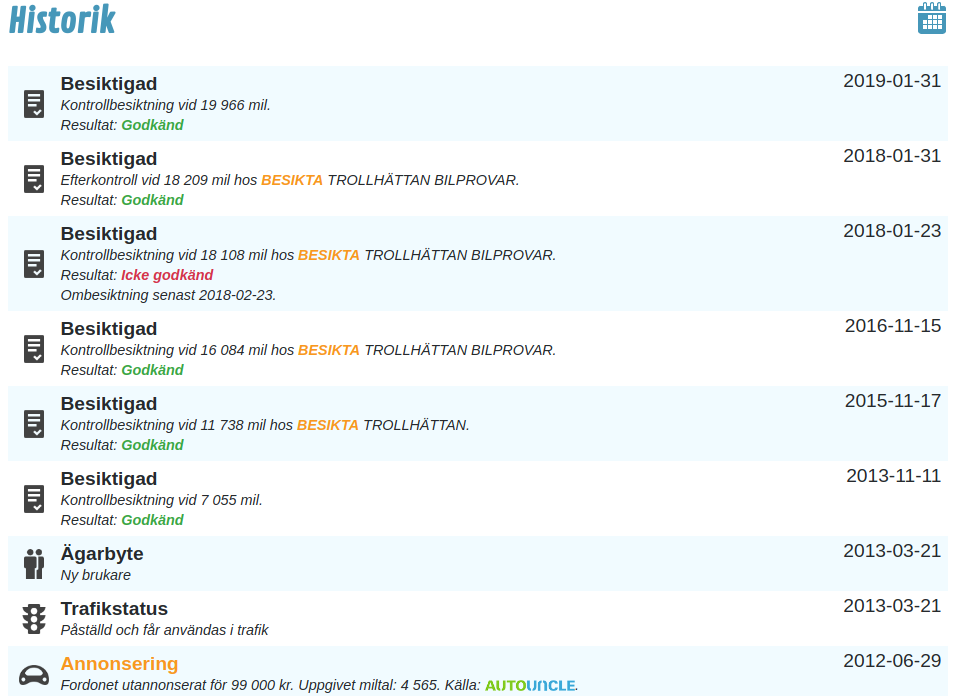 Historik
Besiktigad 2019-01-31
Kontrollbesiktning vid 19 966 mil.
Resultat: Godkänd
Besiktigad 2018-01-31
Efterkontroll vid 18 209 mil hos BESIKTA TROLLHÄTTAN BILPROVAR.
Resultat: Godkänd
Besiktigad 2018-01-23
Kontrollbesiktning vid 18 108 mil hos BESIKTA TROLLHÄTTAN BILPROVAR.
Resultat: Icke godkänd
Ombesiktning senast 2018-02-23.
Besiktigad 2016-11-15
Kontrollbesiktning vid 16 084 mil hos BESIKTA TROLLHÄTTAN BILPROVAR.
Resultat: Godkänd
Besiktigad 2015-11-17
Kontrollbesiktning vid 11 738 mil hos BESIKTA TROLLHÄTTAN.
Resultat: Godkänd
Besiktigad 2013-11-11
Kontrollbesiktning vid 7 055 mil.
Resultat: Godkänd
Ägarbyte 2013-03-21
Ny brukare
Trafikstatus 2013-03-21
Påställd och får användas i trafik
Annonsering 2012-06-29
Fordonet utannonserat för 99 000 kr. Uppgivet miltal: 4 565. Källa: AUTOUNCLE.